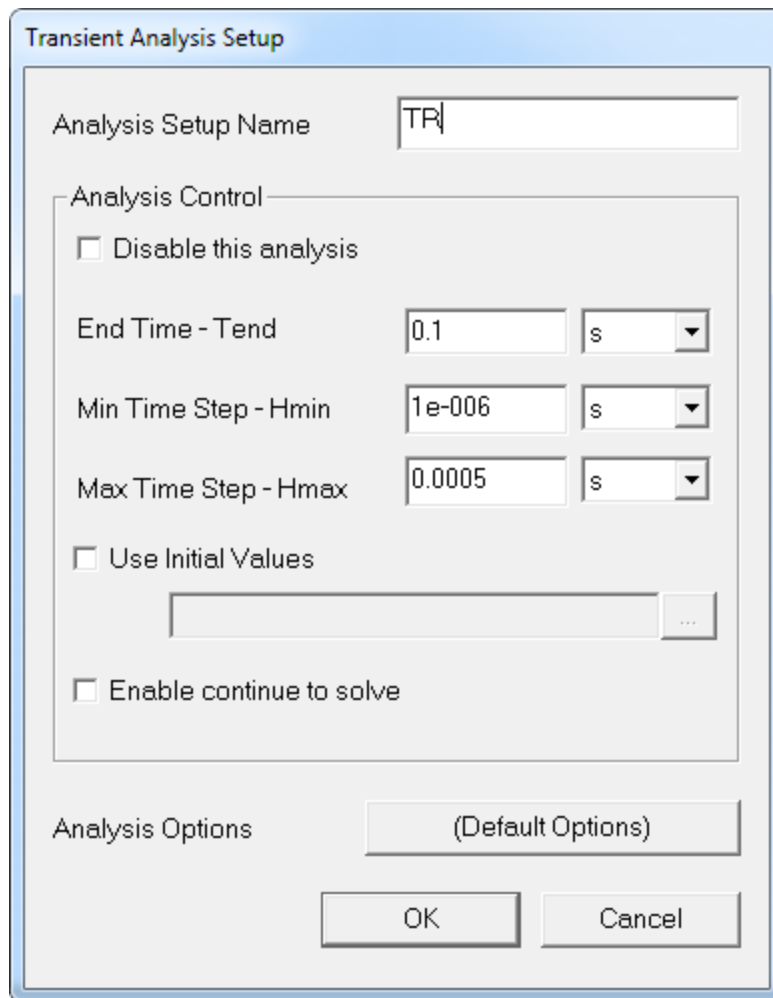 Transient Analysis Setup
Analysis Setup Name TR
Analysis Control
Disable this analysis
End Time - Tend 0.1 s
Min Time Step - Hmin 1e-006 s
Max Time Step - Hmax 0.0005 s
Use Initial Values
...
Enable continue to solve
Analysis Options (Default Options)
OK Cancel